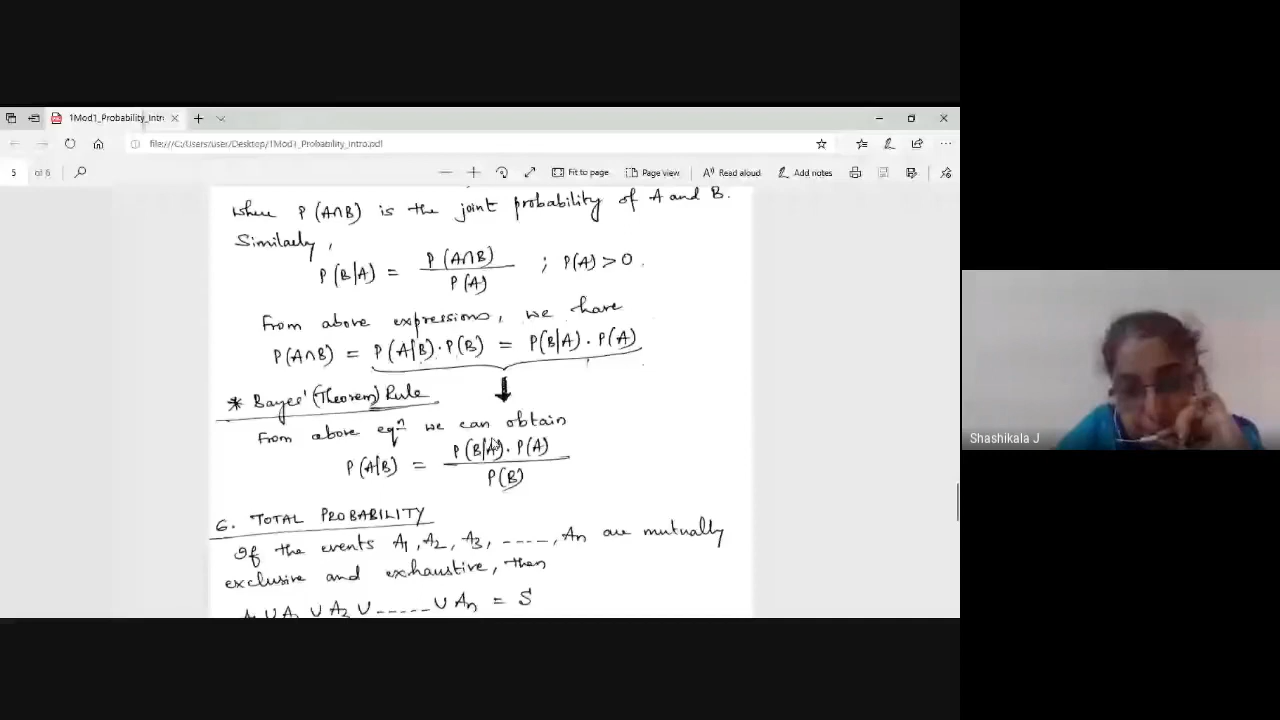 1Mod1_Probability_Intr
file:///C:/Users/user/Desktop/1Mod1_Probability_Intro.pdf
5 of 6 Fit to page Page view Read aloud Add notes
where P(A∩B) is the joint probability of A and B.
Similarly,
P(B|A) = P(A∩B) / P(A) ; P(A) > 0.
From above expressions, we have
P(A∩B) = P(A|B)·P(B) = P(B|A)·P(A)
* Bayes' (Theorem) Rule
From above eqn we can obtain
P(A|B) = P(B|A)·P(A) / P(B)
6. TOTAL PROBABILITY
If the events A1, A2, A3, ----, An are mutually
exclusive and exhaustive, then
∪ A2 ∪ ----- ∪ An = S
Shashikala J